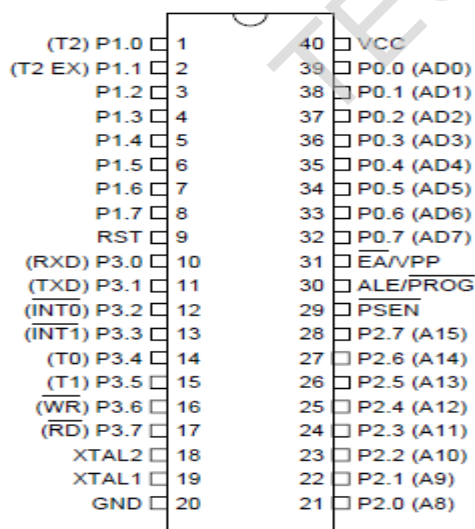 (T2) P1.0 1 40 VCC
(T2 EX) P1.1 2 39 P0.0 (AD0)
P1.2 3 38 P0.1 (AD1)
P1.3 4 37 P0.2 (AD2)
P1.4 5 36 P0.3 (AD3)
P1.5 6 35 P0.4 (AD4)
P1.6 7 34 P0.5 (AD5)
P1.7 8 33 P0.6 (AD6)
RST 9 32 P0.7 (AD7)
(RXD) P3.0 10 31 EA/VPP
(TXD) P3.1 11 30 ALE/PROG
(INT0) P3.2 12 29 PSEN
(INT1) P3.3 13 28 P2.7 (A15)
(T0) P3.4 14 27 P2.6 (A14)
(T1) P3.5 15 26 P2.5 (A13)
(WR) P3.6 16 25 P2.4 (A12)
(RD) P3.7 17 24 P2.3 (A11)
XTAL2 18 23 P2.2 (A10)
XTAL1 19 22 P2.1 (A9)
GND 20 21 P2.0 (A8)